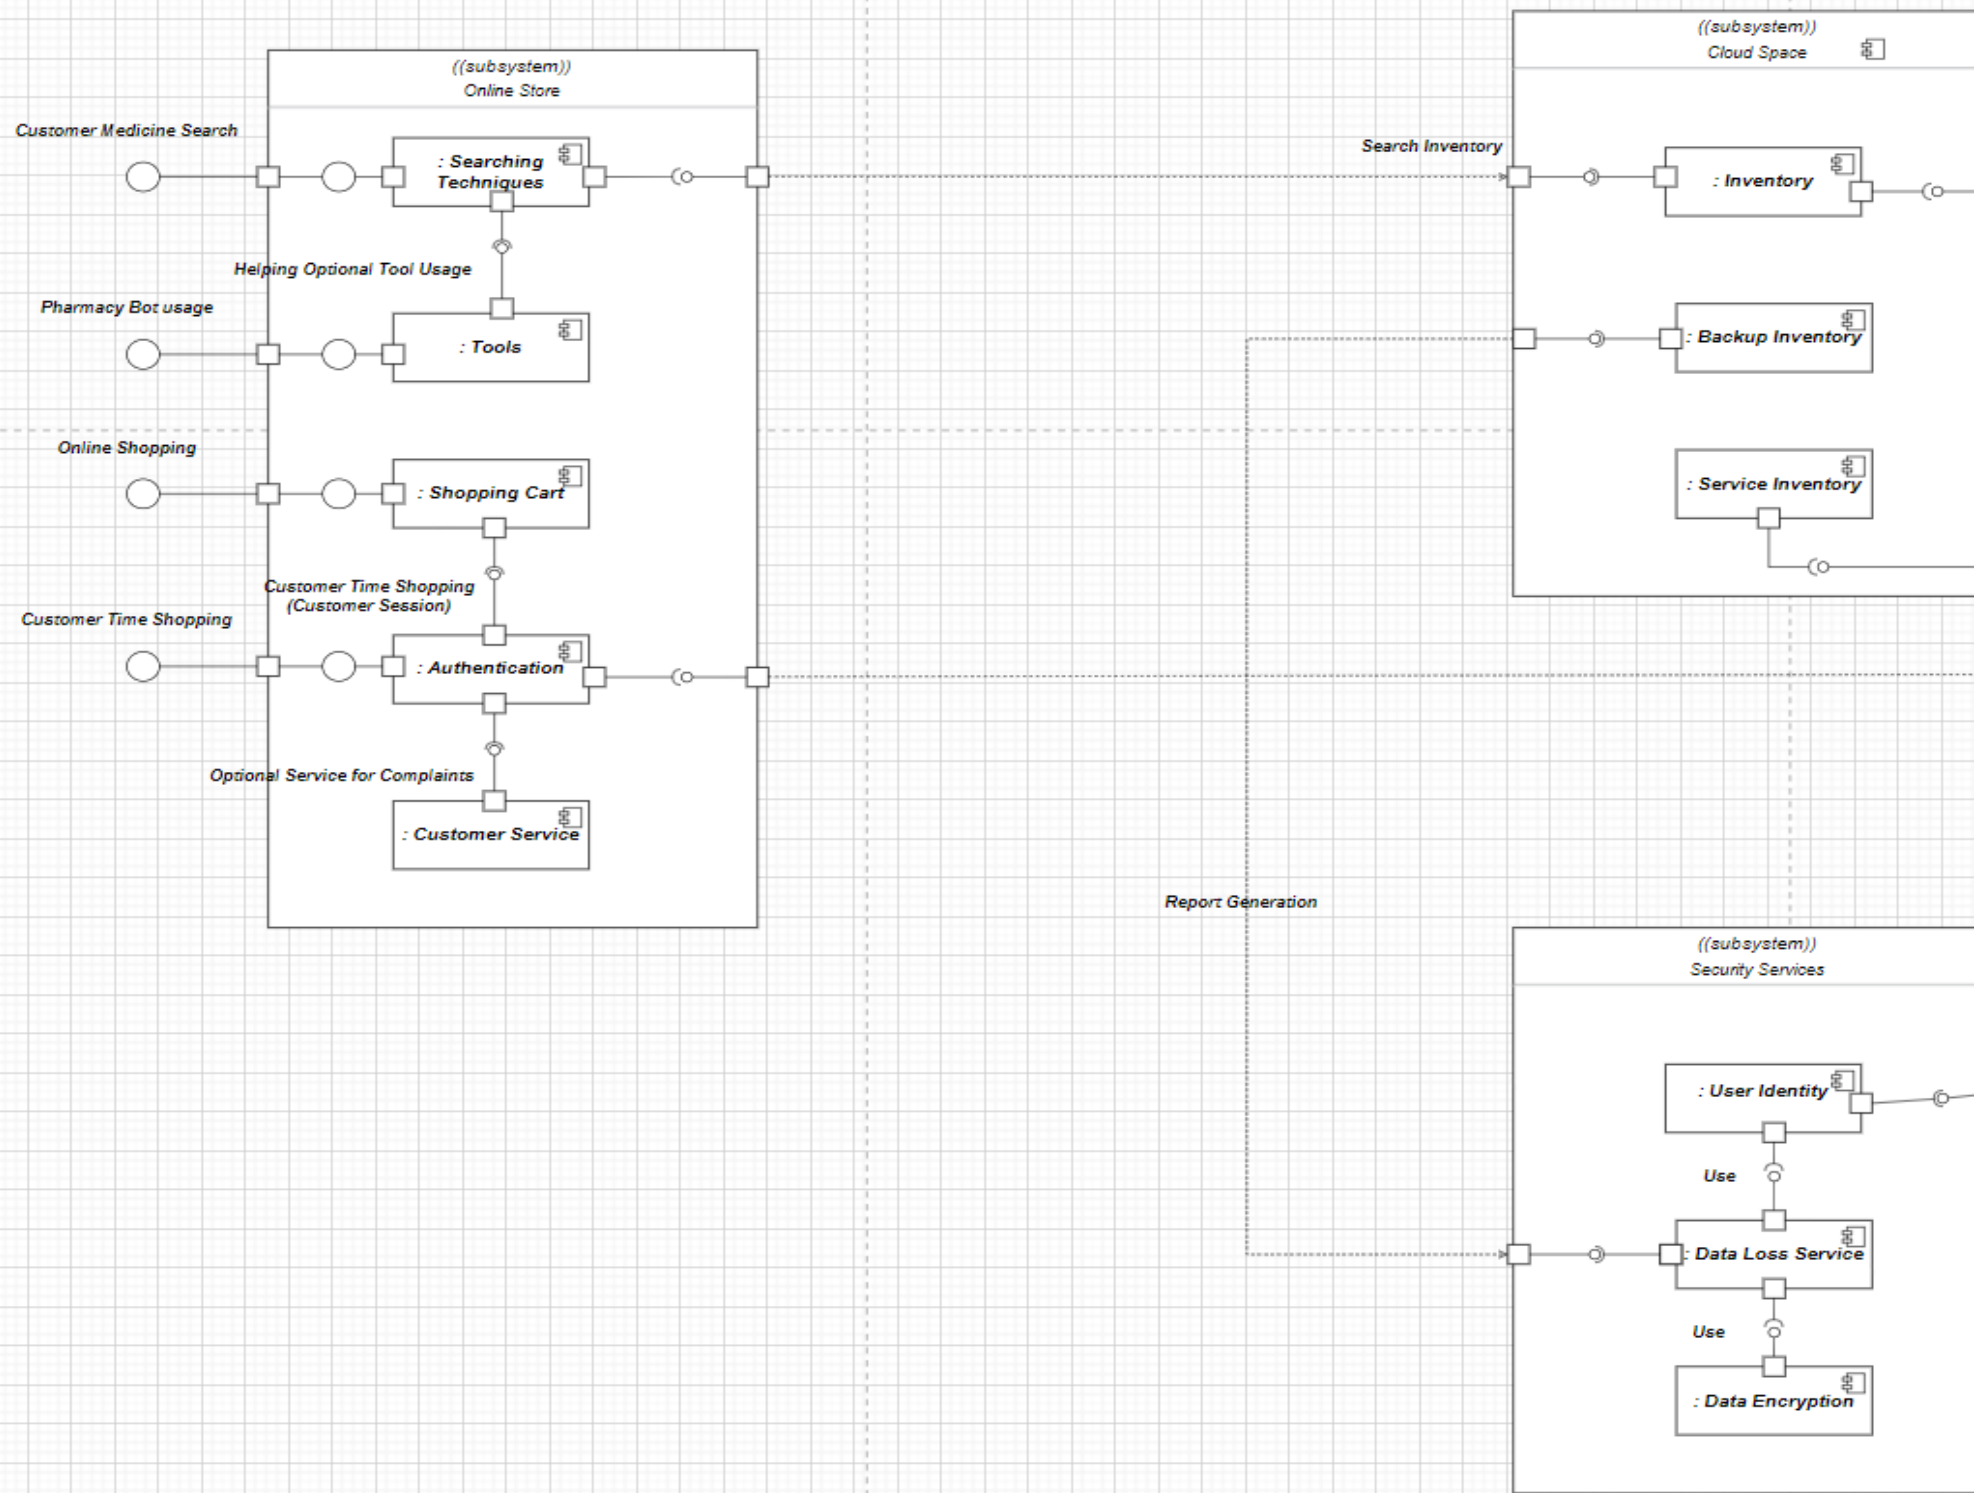 ((subsystem))
Online Store
Customer Medicine Search
: Searching
Techniques
Helping Optional Tool Usage
Pharmacy Bot usage
: Tools
Online Shopping
: Shopping Cart
Customer Time Shopping
(Customer Session)
Customer Time Shopping
: Authentication
Optional Service for Complaints
: Customer Service
((subsystem))
Cloud Space
Search Inventory
: Inventory
: Backup Inventory
: Service Inventory
Report Generation
((subsystem))
Security Services
: User Identity
Use
: Data Loss Service
Use
: Data Encryption